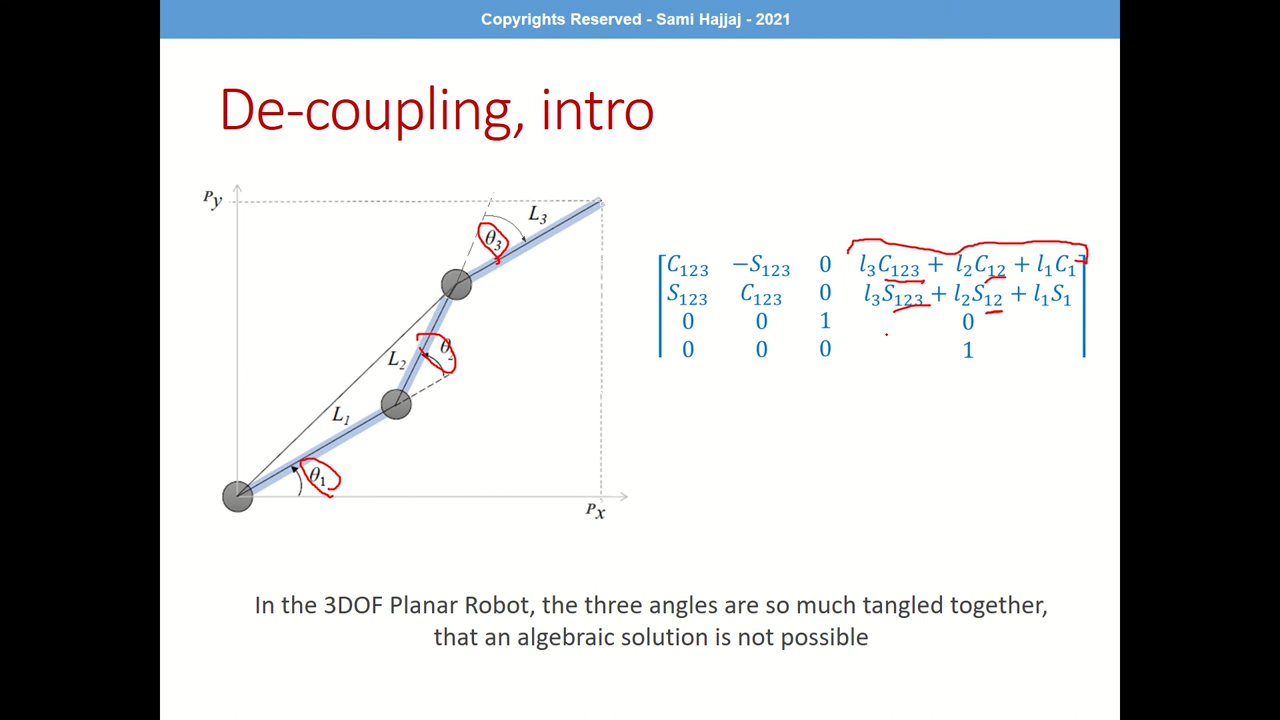 Copyrights Reserved - Sami Hajjaj - 2021
De-coupling, intro
Py
L3
θ3
θ2
L2
L1
θ1
Px
C123 −S123 0 l3C123 + l2C12 + l1C1
S123 C123 0 l3S123 + l2S12 + l1S1
0 0 1 0
0 0 0 1
In the 3DOF Planar Robot, the three angles are so much tangled together,
that an algebraic solution is not possible